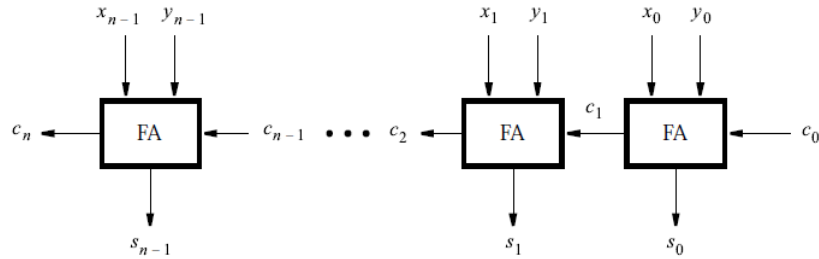 x_{n-1} y_{n-1} x_1 y_1 x_0 y_0
c_1
c_n FA c_{n-1} • • • c_2 FA FA c_0
s_{n-1} s_1 s_0